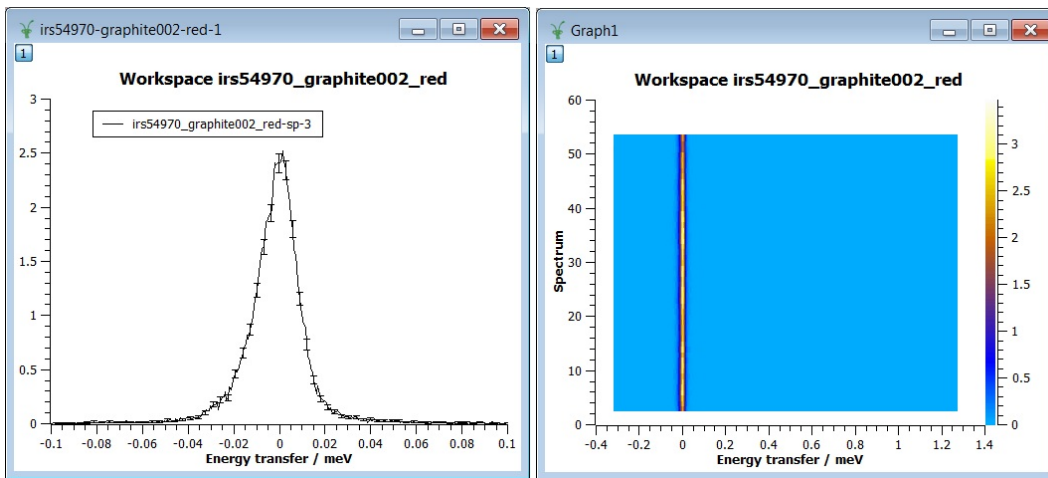 irs54970-graphite002-red-1
1
Workspace irs54970_graphite002_red
irs54970_graphite002_red-sp-3
3
2.5
2
1.5
1
0.5
0
-0.1 -0.08 -0.06 -0.04 -0.02 0 0.02 0.04 0.06 0.08 0.1
Energy transfer / meV
Graph1
1
Workspace irs54970_graphite002_red
Spectrum
60
50
40
30
20
10
0
-0.4 -0.2 0 0.2 0.4 0.6 0.8 1 1.2 1.4
Energy transfer / meV
3
2.5
2
1.5
1
0.5
0